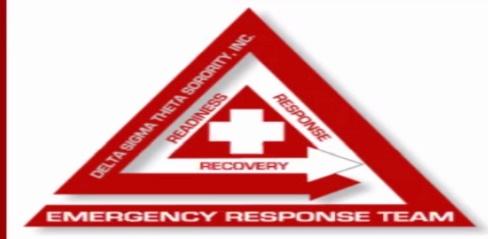 DELTA SIGMA THETA SORORITY, INC.
READINESS
RESPONSE
RECOVERY
EMERGENCY RESPONSE TEAM